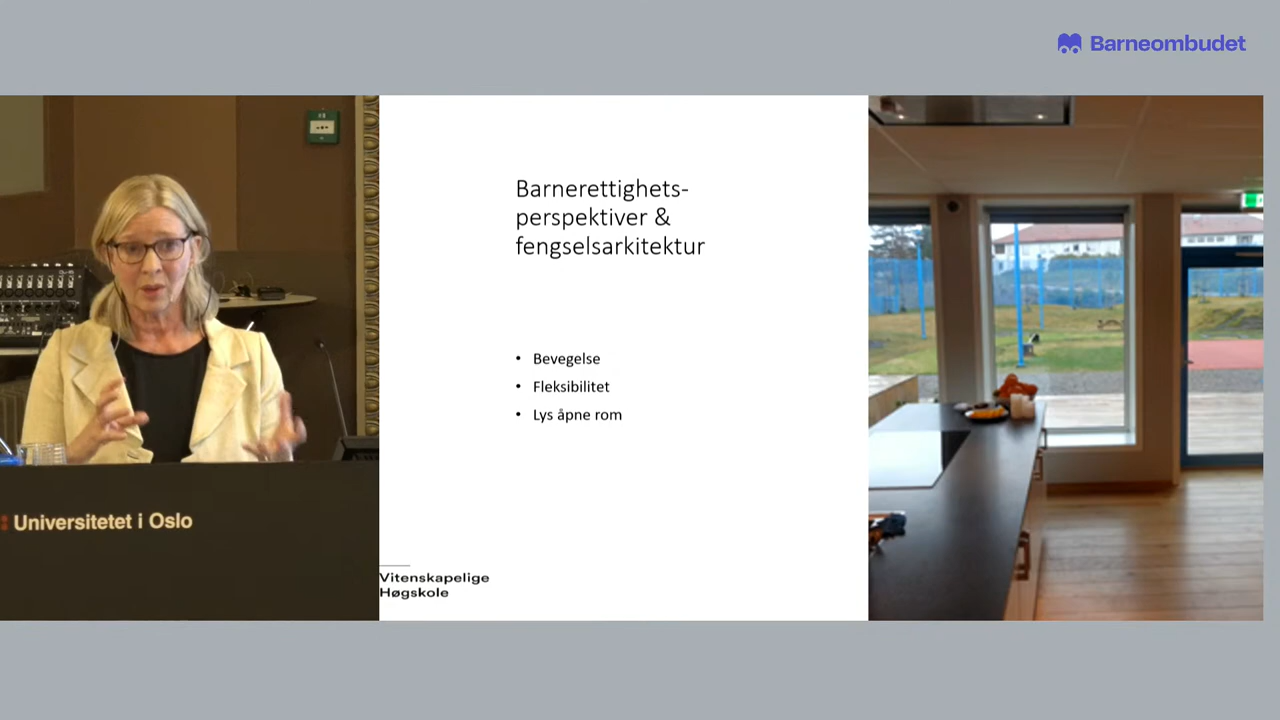 Barneombudet
Barnerettighets-
perspektiver &
fengselsarkitektur
• Bevegelse
• Fleksibilitet
• Lys åpne rom
Universitetet i Oslo
Vitenskapelige
Høgskole